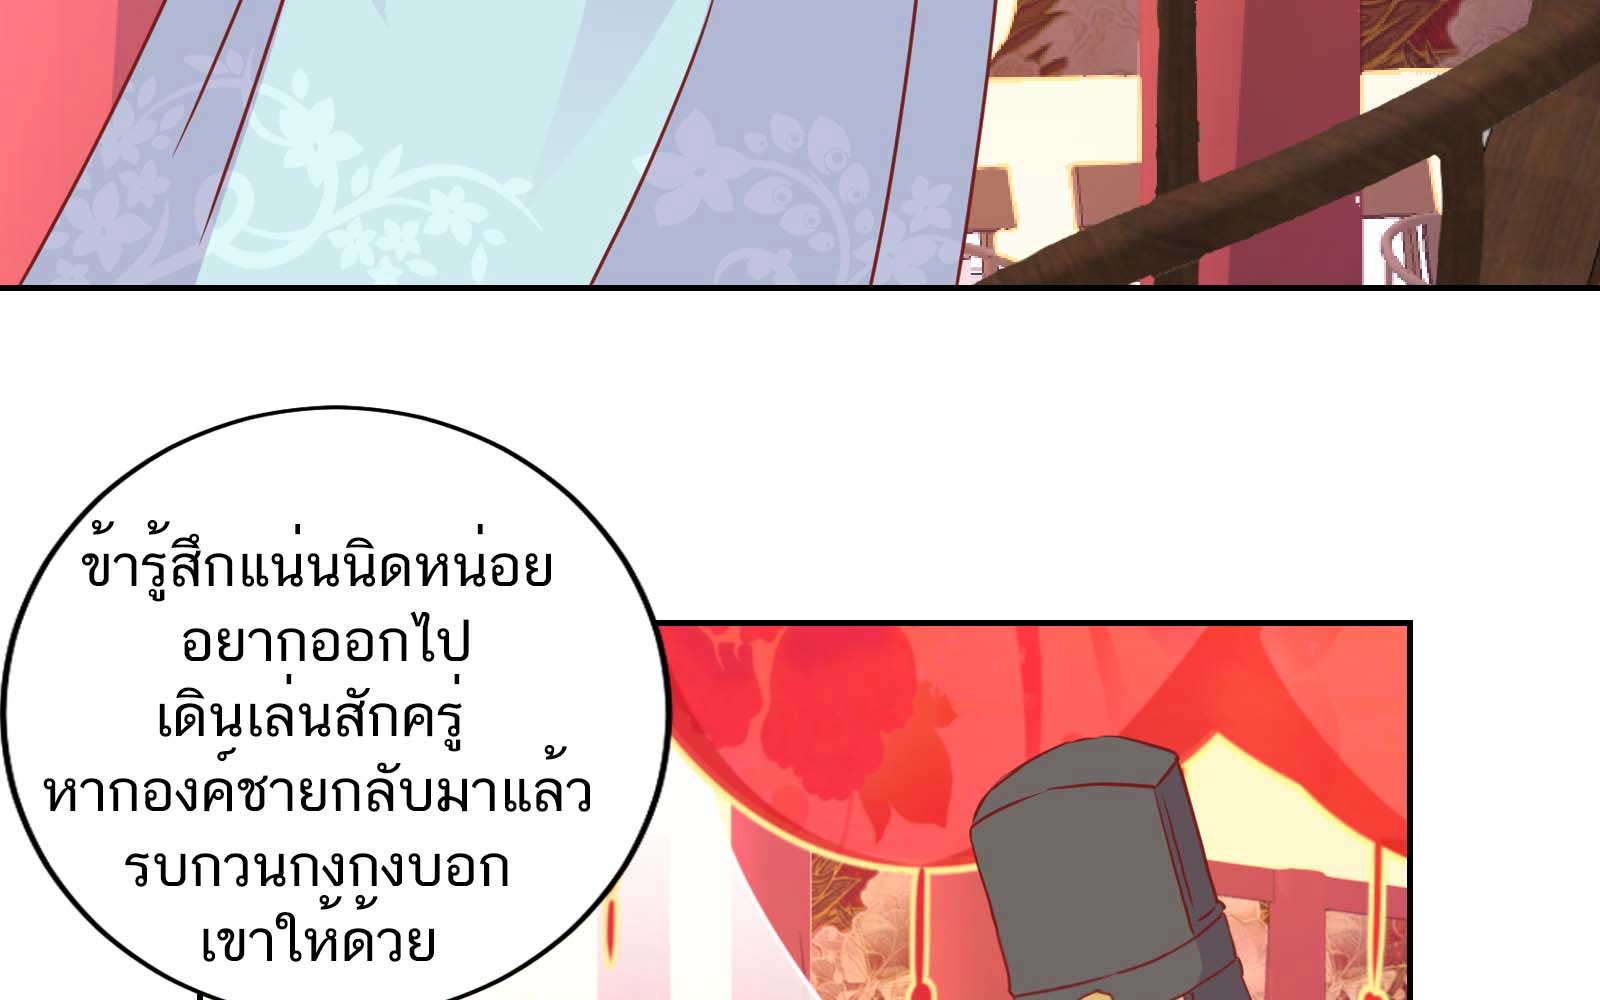 ข้ารู้สึกแน่นนิดหน่อย
อยากออกไป
เดินเล่นสักครู่
หากองค์ชายกลับมาแล้ว
รบกวนกงกงบอก
เขาให้ด้วย